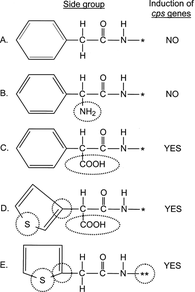 Side group
Induction of
cps genes
A.
H O H
C C N *
H
NO
B.
H O H
C C N *
NH2
NO
C.
H O H
C C N *
COOH
YES
D.
H O H
C C N *
COOH
S
YES
E.
H O H
C C N **
H
S
YES